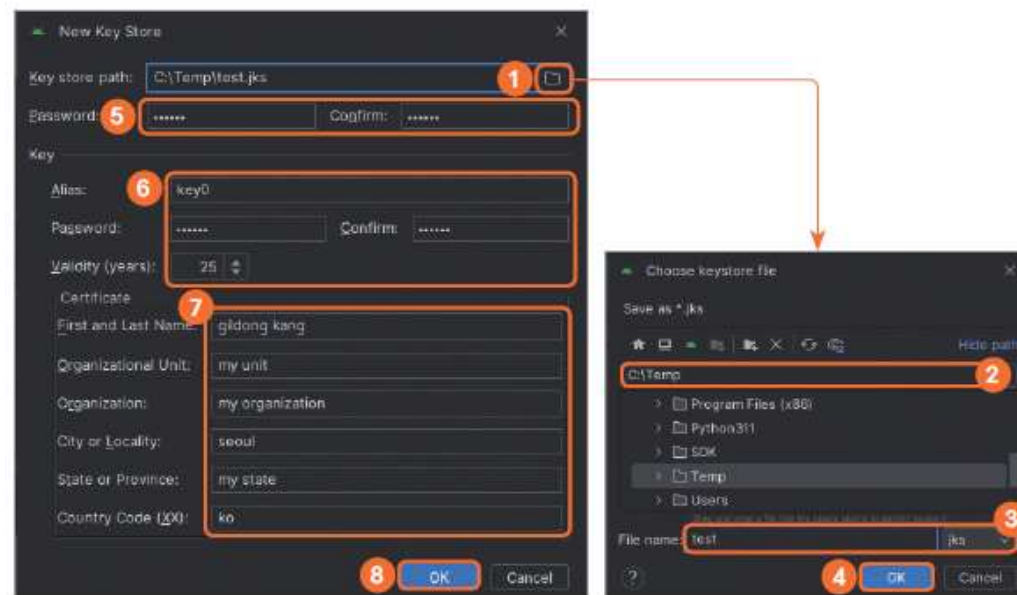 New Key Store
Key store path: C:\Temp\test.jks 1
Password: 5 •••••• Confirm: ••••••
Key
Alias: 6 key0
Password: •••••• Confirm: ••••••
Validity (years): 25
Certificate
7
First and Last Name: gildong kang
Organizational Unit: my unit
Organization: my organization
City or Locality: seoul
State or Province: my state
Country Code (XX): ko
8 OK Cancel
Choose keystore file
Save as *.jks
Hide path
C:\Temp 2
Program Files (x86)
Python311
SDK
Temp
Users
3
File name: test jks
? 4 OK Cancel